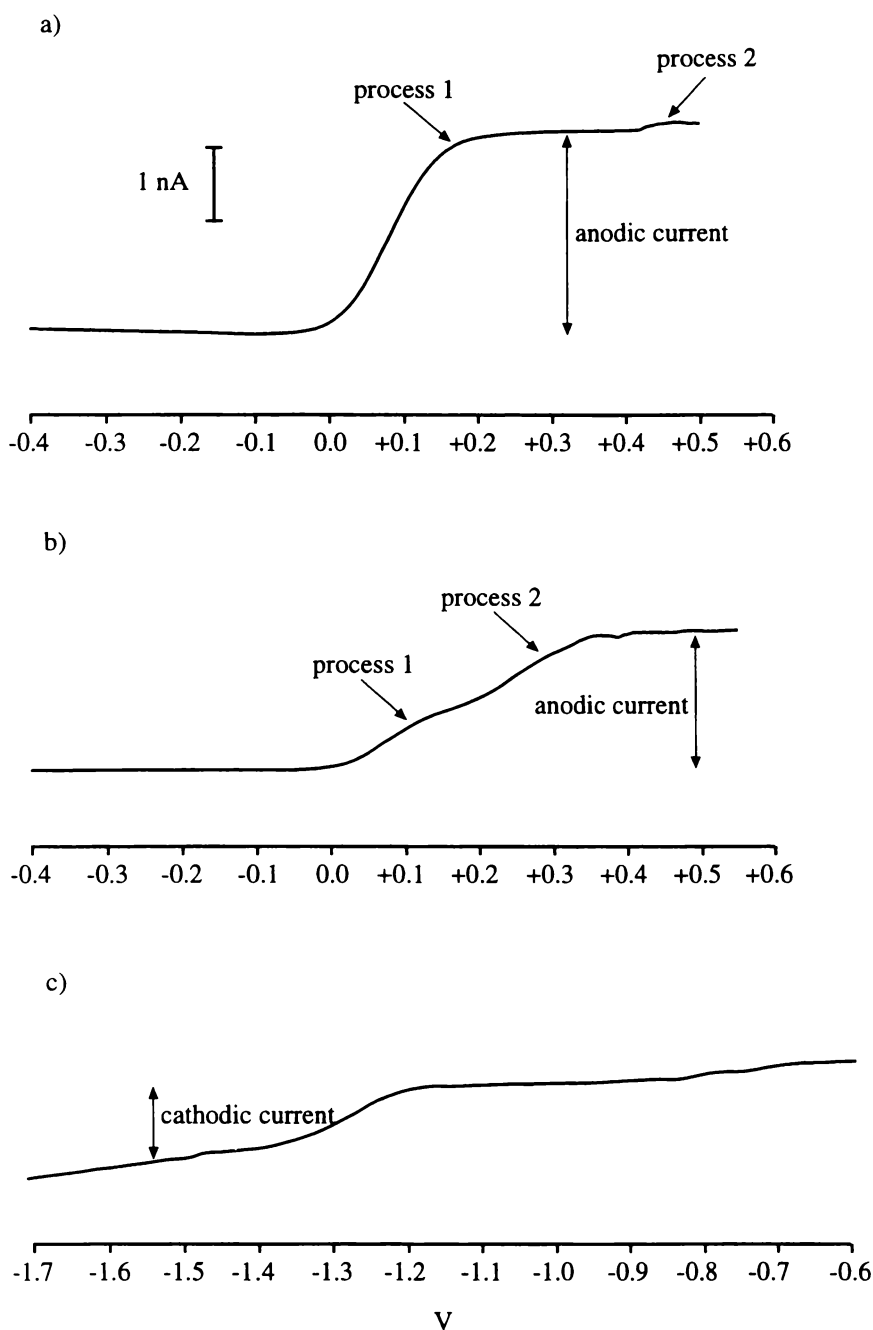 a)
process 2
process 1
1 nA
anodic current
-0.4 -0.3 -0.2 -0.1 0.0 +0.1 +0.2 +0.3 +0.4 +0.5 +0.6
b)
process 2
process 1
anodic current
-0.4 -0.3 -0.2 -0.1 0.0 +0.1 +0.2 +0.3 +0.4 +0.5 +0.6
c)
cathodic current
-1.7 -1.6 -1.5 -1.4 -1.3 -1.2 -1.1 -1.0 -0.9 -0.8 -0.7 -0.6
V